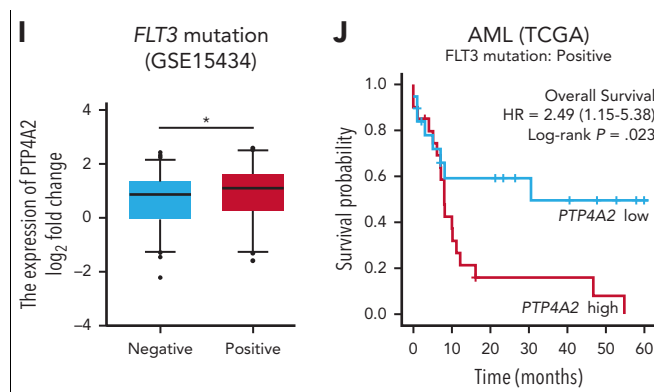 I
FLT3 mutation
(GSE15434)
*
The expression of PTP4A2
log2 fold change
4
2
0
–2
–4
Negative
Positive
J
AML (TCGA)
FLT3 mutation: Positive
Overall Survival
HR = 2.49 (1.15-5.38)
Log-rank P = .023
Survival probability
1.0
0.8
0.6
0.4
0.2
0.0
PTP4A2 low
PTP4A2 high
0 10 20 30 40 50 60
Time (months)